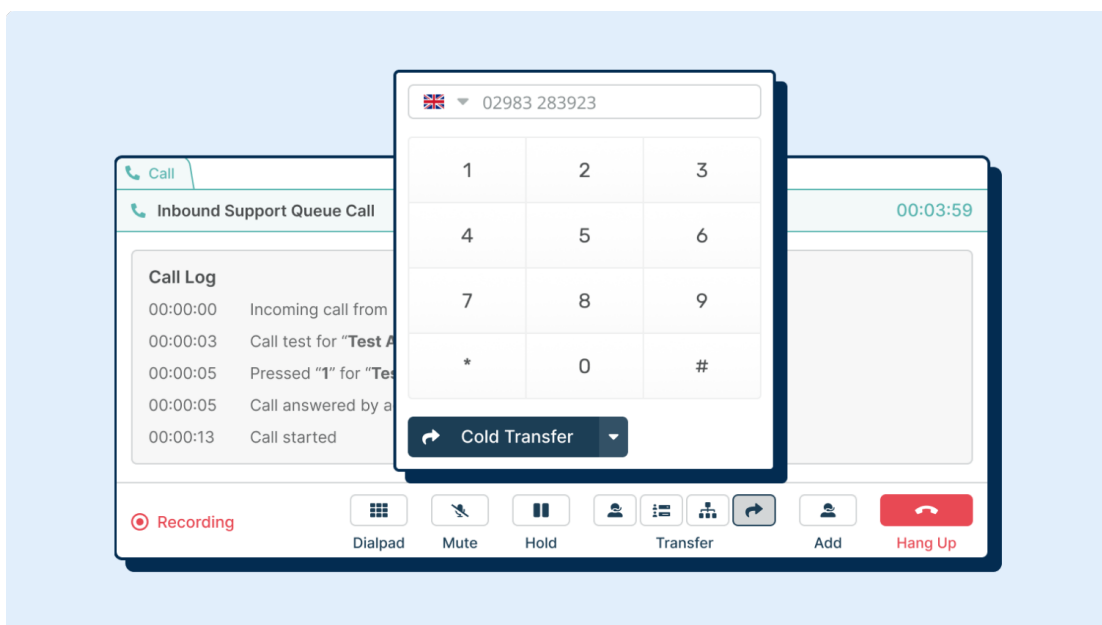 02983 283923
1 2 3
4 5 6
7 8 9
* 0 #
Cold Transfer
Call
Inbound Support Queue Call 00:03:59
Call Log
00:00:00 Incoming call from
00:00:03 Call test for “Test
00:00:05 Pressed “1” for
00:00:05 Call answered by
00:00:13 Call started
Recording
Dialpad Mute Hold Transfer Add Hang Up